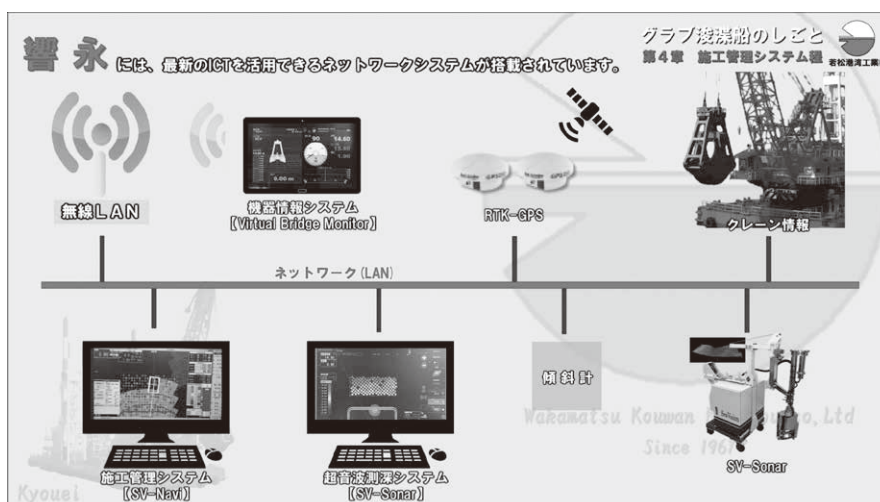 響永 には、最新のICTを活用できるネットワークシステムが搭載されています。
グラブ浚渫船のしごと
第4章 施工管理システム編
若松港湾工業㈱
無線LAN
機器情報システム
【Virtual Bridge Monitor】
RTK-GPS
クレーン情報
ネットワーク(LAN)
施工管理システム
【SV-Navi】
超音波測深システム
【SV-Sonar】
傾斜計
SV-Sonar
Wakamatsu Kouwan
co,Ltd
Since 1967
Kyouei